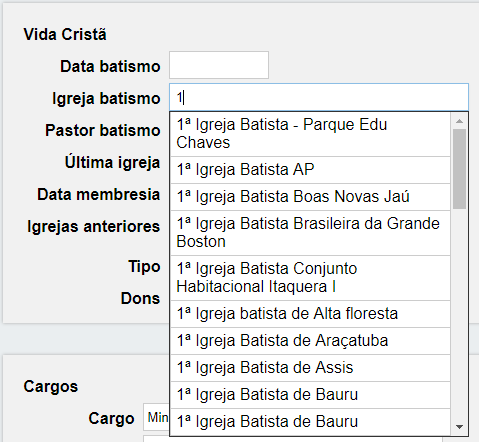 Vida Cristã
Data batismo
Igreja batismo 1
Pastor batismo
Última igreja
Data membresia
Igrejas anteriores
Tipo
Dons
1ª Igreja Batista - Parque Edu
Chaves
1ª Igreja Batista AP
1ª Igreja Batista Boas Novas Jaú
1ª Igreja Batista Brasileira da Grande
Boston
1ª Igreja Batista Conjunto
Habitacional Itaquera I
1ª Igreja batista de Alta floresta
1ª Igreja Batista de Araçatuba
1ª Igreja Batista de Assis
1ª Igreja Batista de Bauru
1ª Igreja Batista de Bauru
Cargos
Cargo Min